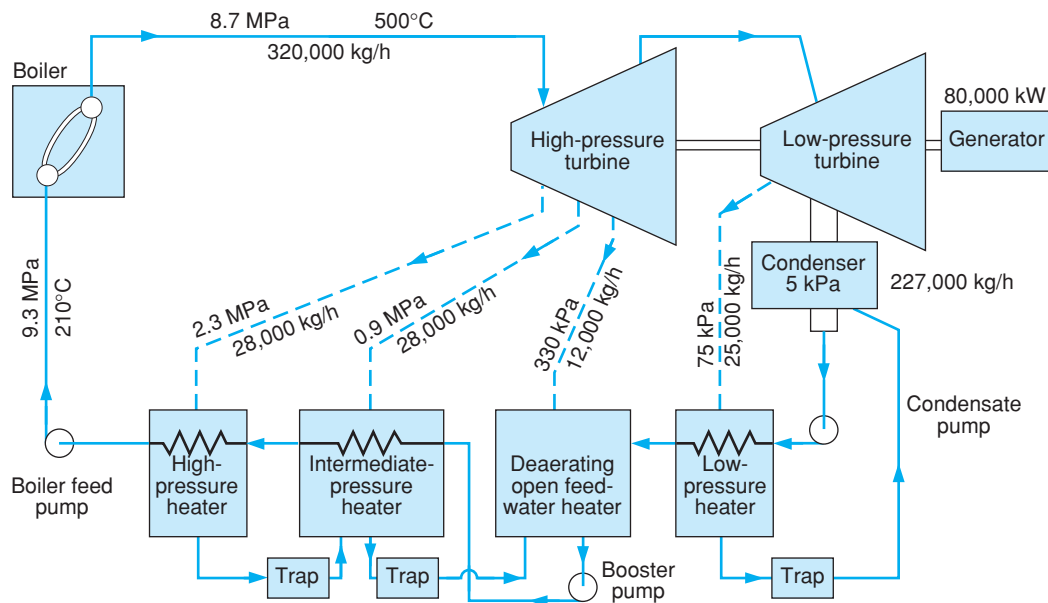 8.7 MPa
500°C
320,000 kg/h
Boiler
80,000 kW
High-pressure
turbine
Low-pressure
turbine
Generator
9.3 MPa
210°C
2.3 MPa
28,000 kg/h
0.9 MPa
28,000 kg/h
330 kPa
12,000 kg/h
75 kPa
25,000 kg/h
Condenser
5 kPa
227,000 kg/h
Condensate
pump
Boiler feed
pump
High-
pressure
heater
Intermediate-
pressure
heater
Deaerating
open feed-
water heater
Low-
pressure
heater
Trap
Trap
Booster
pump
Trap